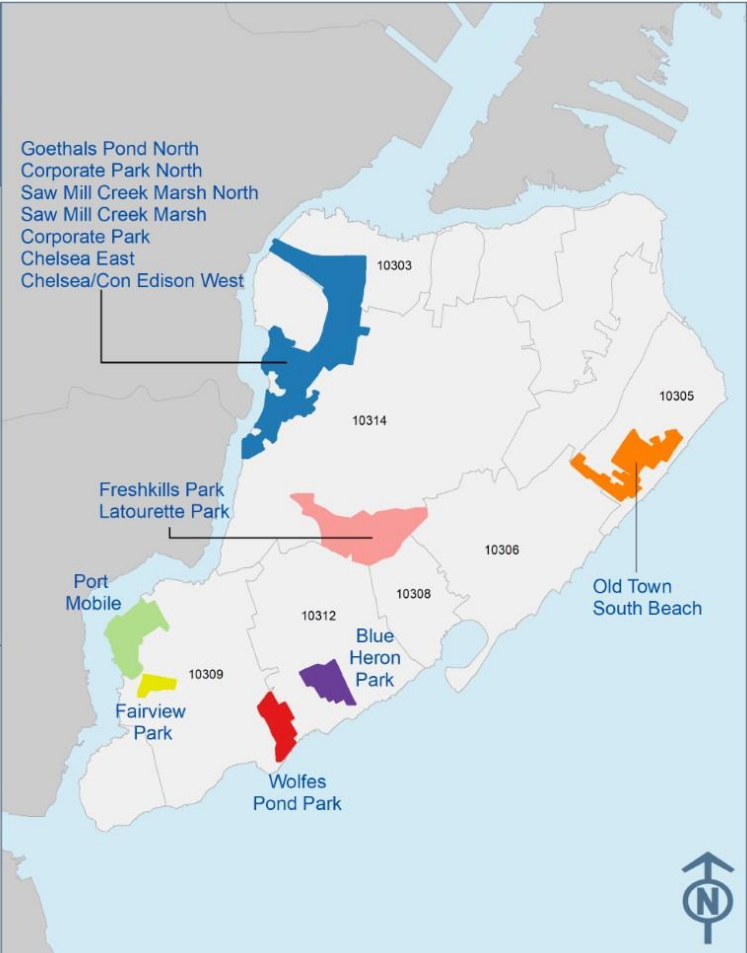 Goethals Pond North
Corporate Park North
Saw Mill Creek Marsh North
Saw Mill Creek Marsh
Corporate Park
Chelsea East
Chelsea/Con Edison West
10303
10305
10314
Freshkills Park
Latourette Park
10306
Old Town
South Beach
Port
Mobile
10308
10312
Blue
Heron
Park
10309
Fairview
Park
Wolfes
Pond Park
N